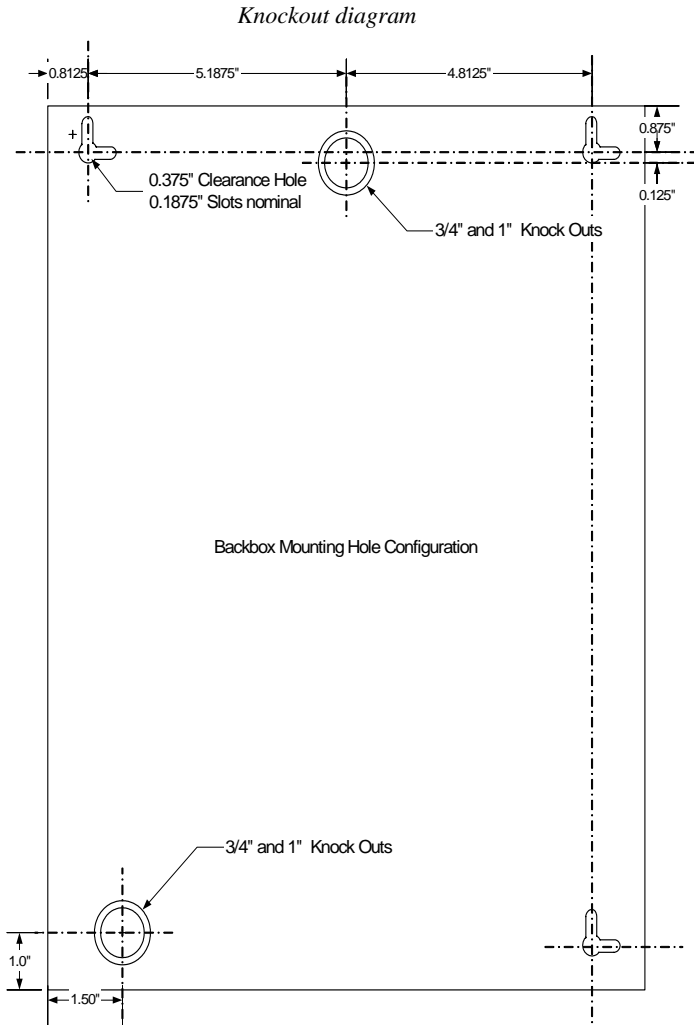 Knockout diagram
0.8125
5.1875"
4.8125"
0.875"
+
0.125"
0.375" Clearance Hole
0.1875" Slots nominal
3/4" and 1"  Knock Outs
Backbox Mounting Hole Configuration
3/4" and 1"  Knock Outs
1.0"
1.50"